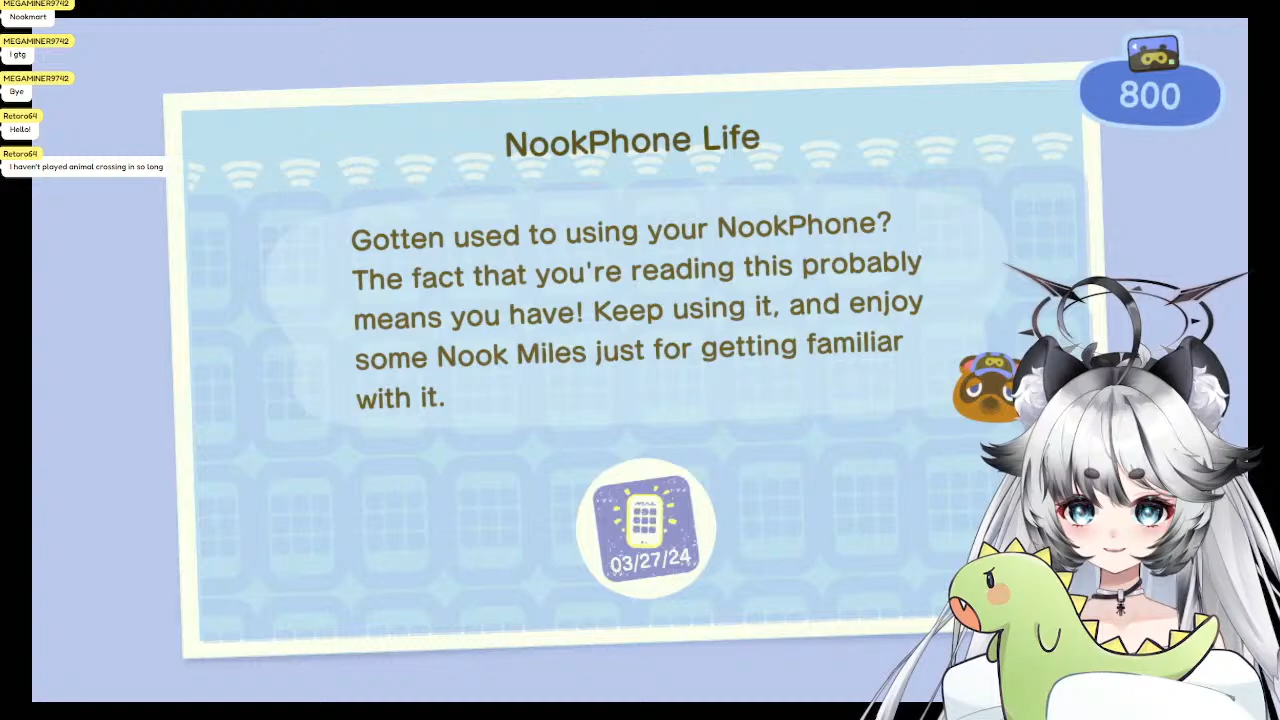 MEGAMINER9742
Nookmart
MEGAMINER9742
I gtg
MEGAMINER9742
Bye
Retoro64
Hello!
Retoro64
I haven't played animal crossing in so long
800
NookPhone Life
Gotten used to using your NookPhone?
The fact that you're reading this probably
means you have! Keep using it, and enjoy
some Nook Miles just for getting familiar
with it.
03/27/24